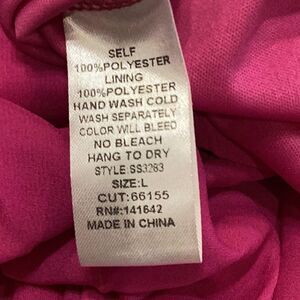 SELF
100%POLYESTER
LINING
100%POLYESTER
HAND WASH COLD
WASH SEPARATELY
COLOR WILL BLEED
NO BLEACH
HANG TO DRY
STYLE:SS3283
SIZE:L
CUT:66155
RN#:141642
MADE IN CHINA